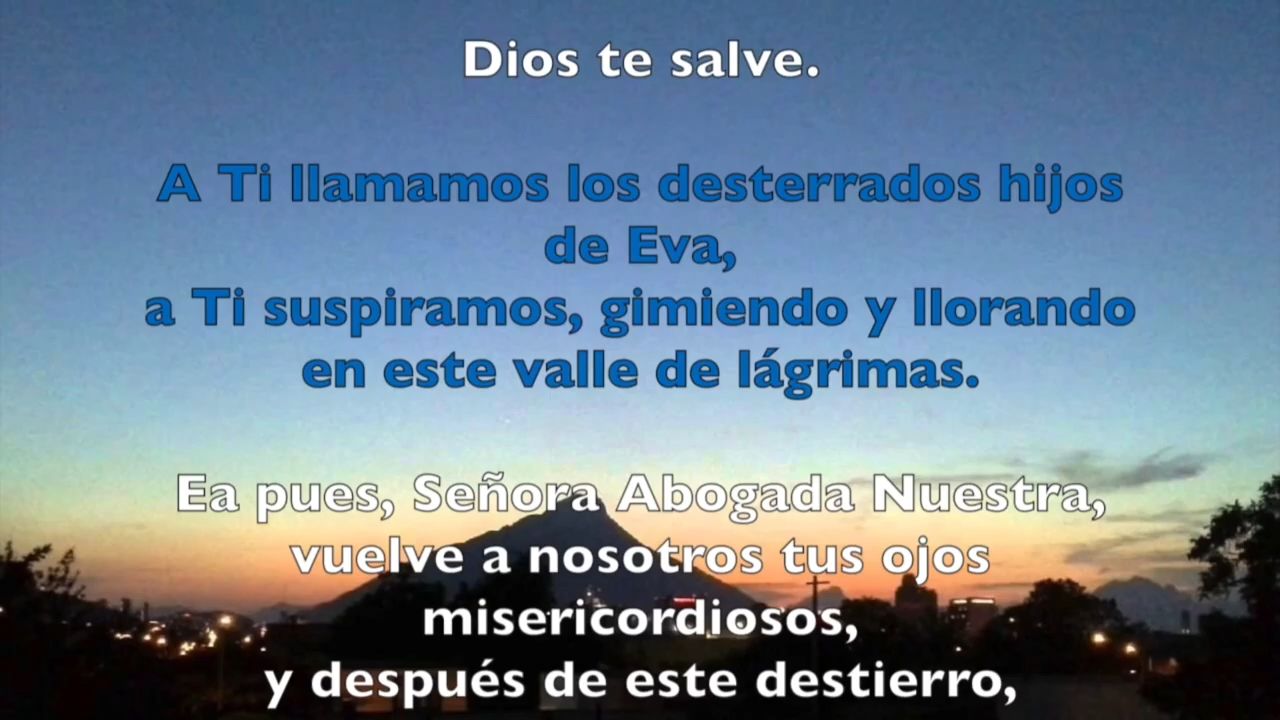 Dios te salve.
A Ti llamamos los desterrados hijos
de Eva,
a Ti suspiramos, gimiendo y llorando
en este valle de lágrimas.
Ea pues, Señora Abogada Nuestra,
vuelve a nosotros tus ojos
misericordiosos,
y después de este destierro,